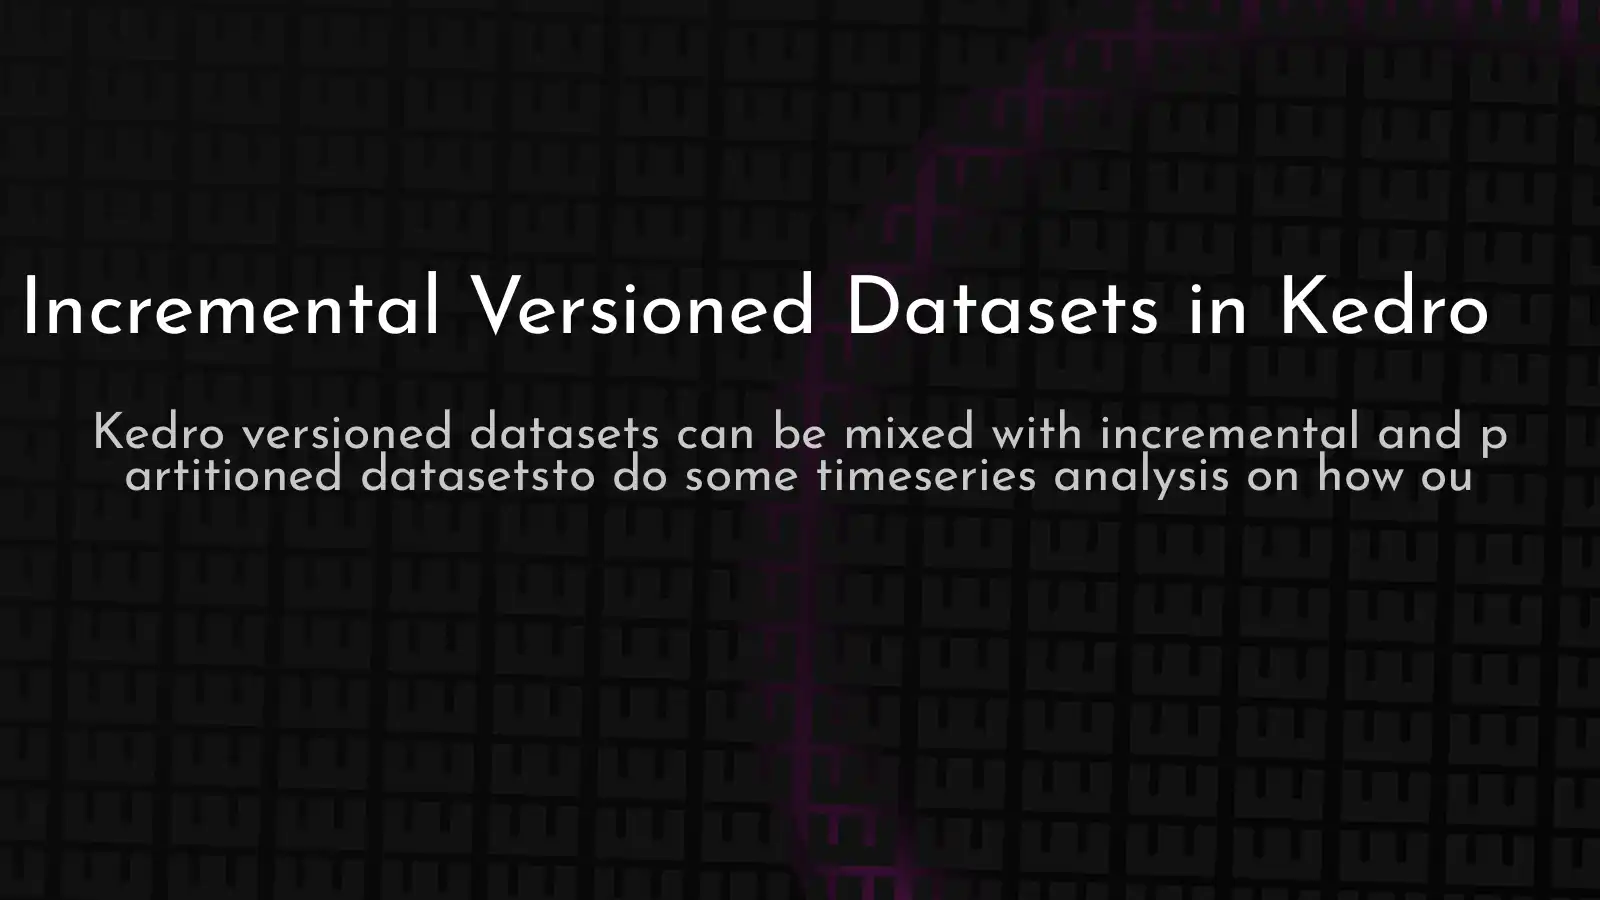 Incremental Versioned Datasets in Kedro
Kedro versioned datasets can be mixed with incremental and p
artitioned datasetsto do some timeseries analysis on how ou